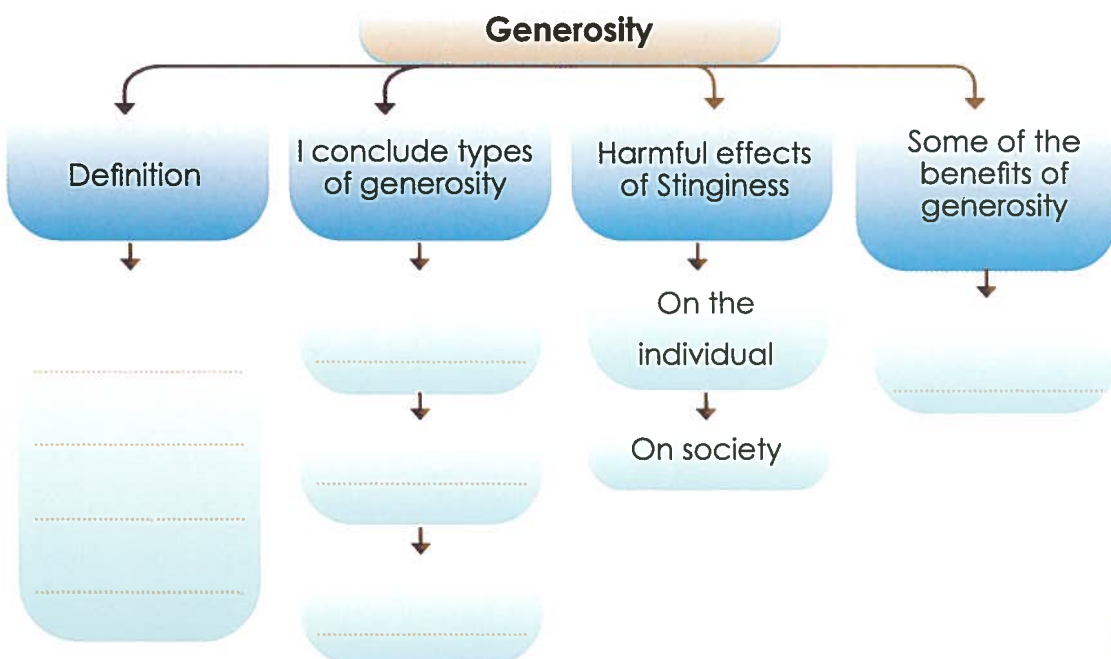 Generosity
Definition
I conclude types
of generosity
Harmful effects
of Stinginess
Some of the
benefits of
generosity
On the
individual
On society